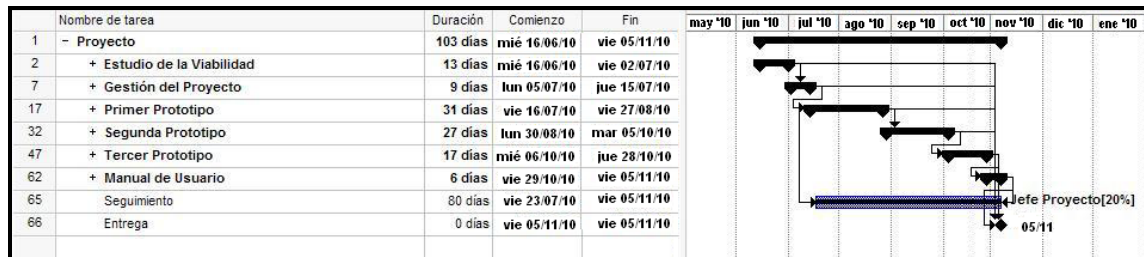 Nombre de tarea Duración Comienzo Fin may '10 jun '10 jul '10 ago '10 sep '10 oct '10 nov '10 dic '10 ene '10
1 − Proyecto 103 días mié 16/06/10 vie 05/11/10
2 + Estudio de la Viabilidad 13 días mié 16/06/10 vie 02/07/10
7 + Gestión del Proyecto 9 días lun 05/07/10 jue 15/07/10
17 + Primer Prototipo 31 días vie 16/07/10 vie 27/08/10
32 + Segunda Prototipo 27 días lun 30/08/10 mar 05/10/10
47 + Tercer Prototipo 17 días mié 06/10/10 jue 28/10/10
62 + Manual de Usuario 6 días vie 29/10/10 vie 05/11/10
65 Seguimiento 80 días vie 23/07/10 vie 05/11/10 Jefe Proyecto[20%]
66 Entrega 0 días vie 05/11/10 vie 05/11/10 05/11